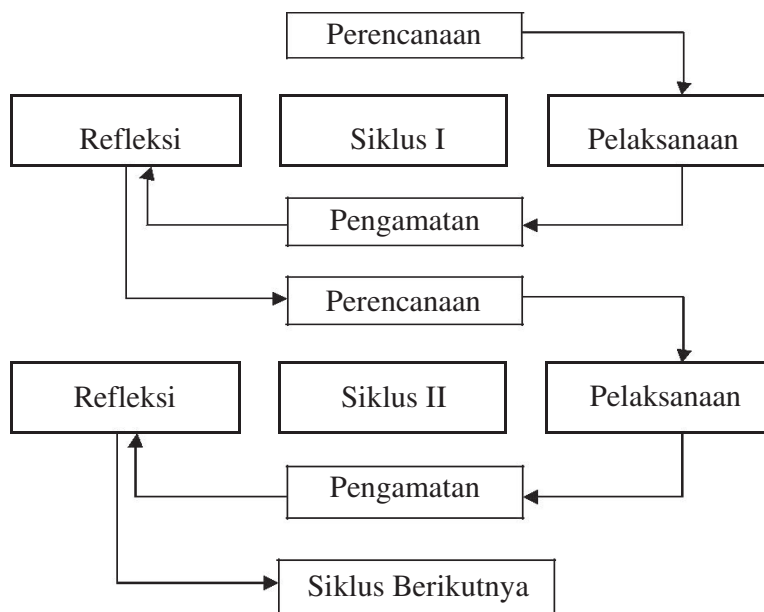 Perencanaan
Refleksi
Siklus I
Pelaksanaan
Pengamatan
Perencanaan
Refleksi
Siklus II
Pelaksanaan
Pengamatan
Siklus Berikutnya